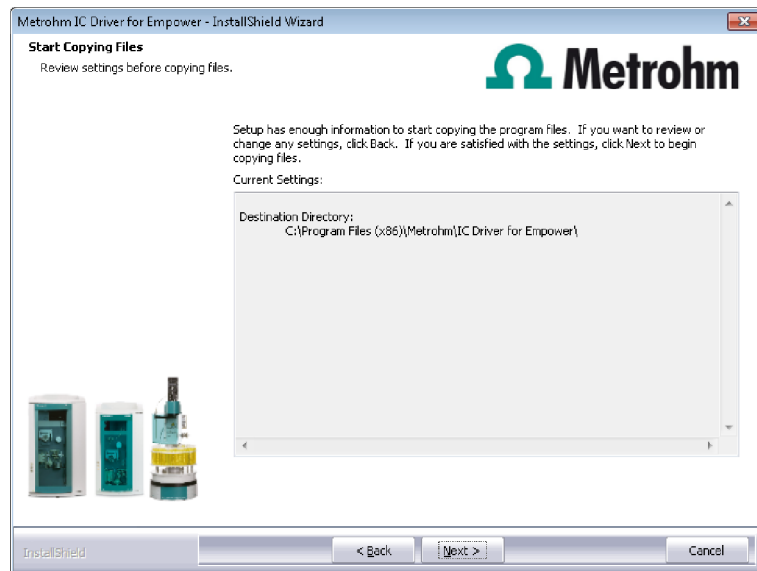 Metrohm IC Driver for Empower - InstallShield Wizard
Start Copying Files
Review settings before copying files.
Metrohm
Setup has enough information to start copying the program files.  If you want to review or
change any settings, click Back.  If you are satisfied with the settings, click Next to begin
copying files.
Current Settings:
Destination Directory:
C:\Program Files (x86)\Metrohm\IC Driver for Empower\
InstallShield
< Back
Next >
Cancel